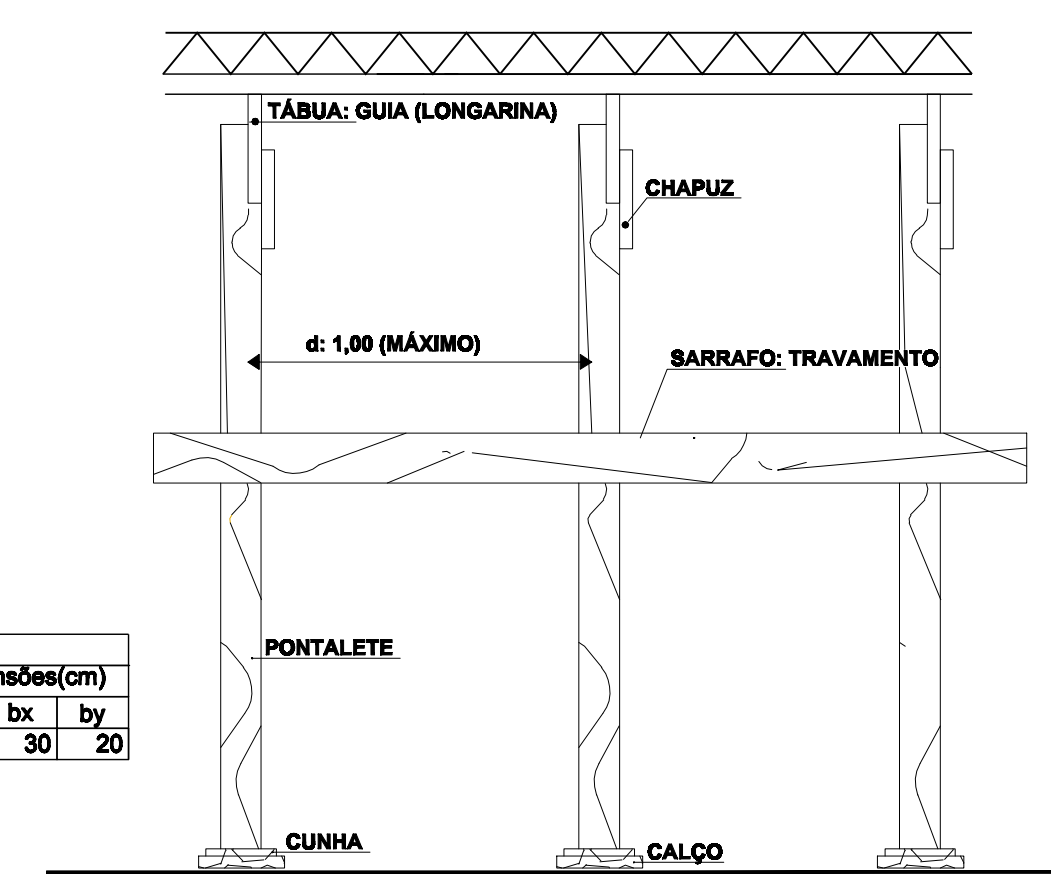 TÁBUA: GUIA (LONGARINA)
CHAPUZ
d: 1,00 (MÁXIMO)
SARRAFO: TRAVAMENTO
PONTALETE
nsões(cm)
bx by
30 20
CUNHA
CALÇO